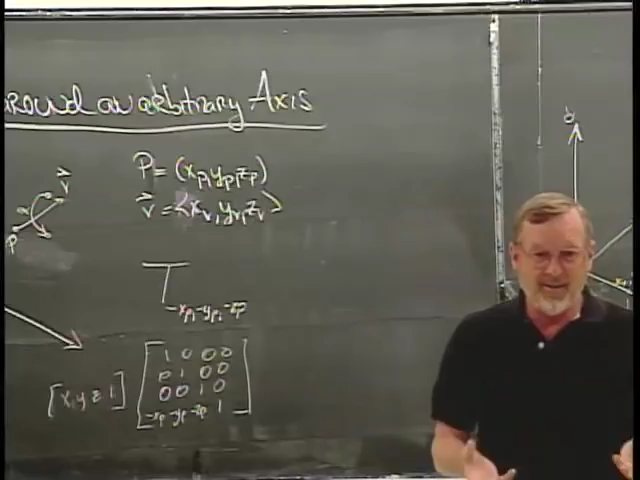 around an arbitrary Axis
P = (xp, yp, zp)
v = <xv, yv, zv>
v
P
T -xp, -yp, -zp
[x, y z 1]
1 0 0 0
0 1 0 0
0 0 1 0
-xp -yp -zp 1